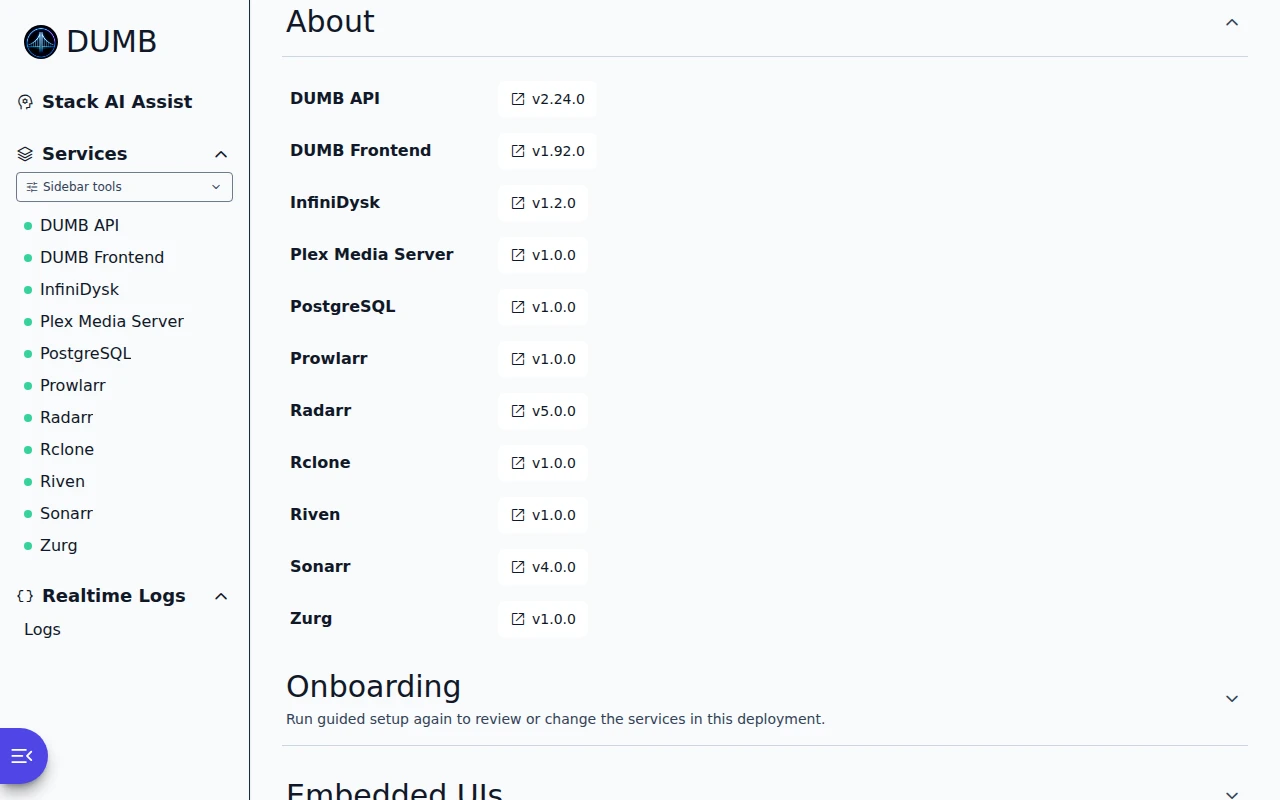 DUMB
Stack AI Assist
Services
Sidebar tools
DUMB API
DUMB Frontend
InfiniDysk
Plex Media Server
PostgreSQL
Prowlarr
Radarr
Rclone
Riven
Sonarr
Zurg
Realtime Logs
Logs
About
DUMB API v2.24.0
DUMB Frontend v1.92.0
InfiniDysk v1.2.0
Plex Media Server v1.0.0
PostgreSQL v1.0.0
Prowlarr v1.0.0
Radarr v5.0.0
Rclone v1.0.0
Riven v1.0.0
Sonarr v4.0.0
Zurg v1.0.0
Onboarding
Run guided setup again to review or change the services in this deployment.
Embedded UIs